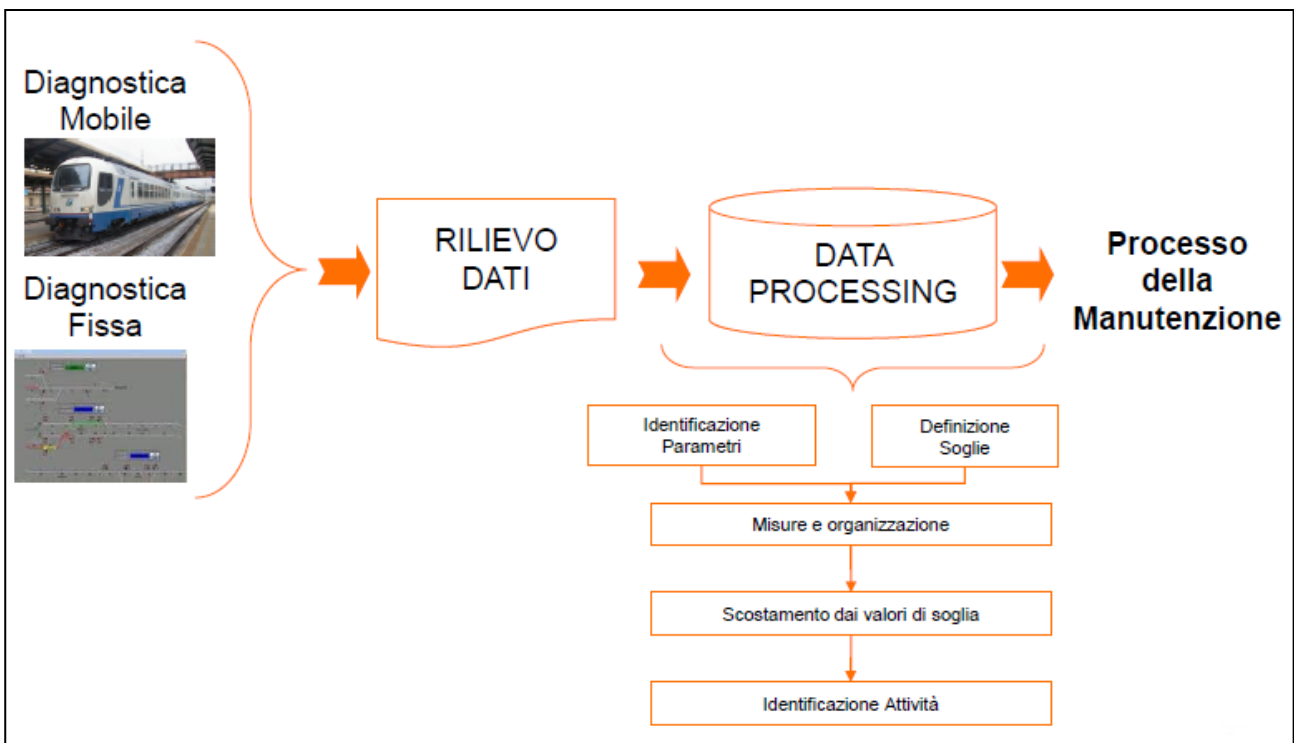 Diagnostica
Mobile
Diagnostica
Fissa
RILIEVO
DATI
DATA
PROCESSING
Processo
della
Manutenzione
Identificazione
Parametri
Definizione
Soglie
Misure e organizzazione
Scostamento dai valori di soglia
Identificazione Attività